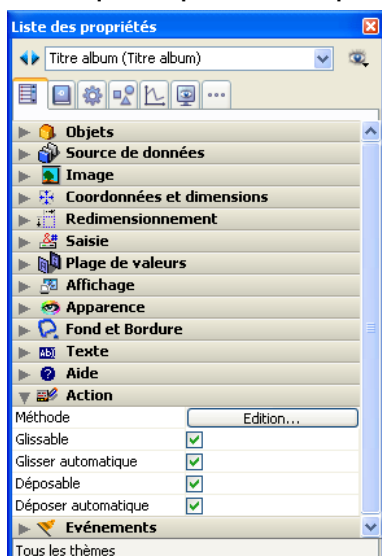 Liste des propriétés
Titre album (Titre album)
Objets
Source de données
Image
Coordonnées et dimensions
Redimensionnement
Saisie
Plage de valeurs
Affichage
Apparence
Fond et Bordure
Texte
Aide
Action
Méthode Edition...
Glissable
Glisser automatique
Déposable
Déposer automatique
Evénements
Tous les thèmes